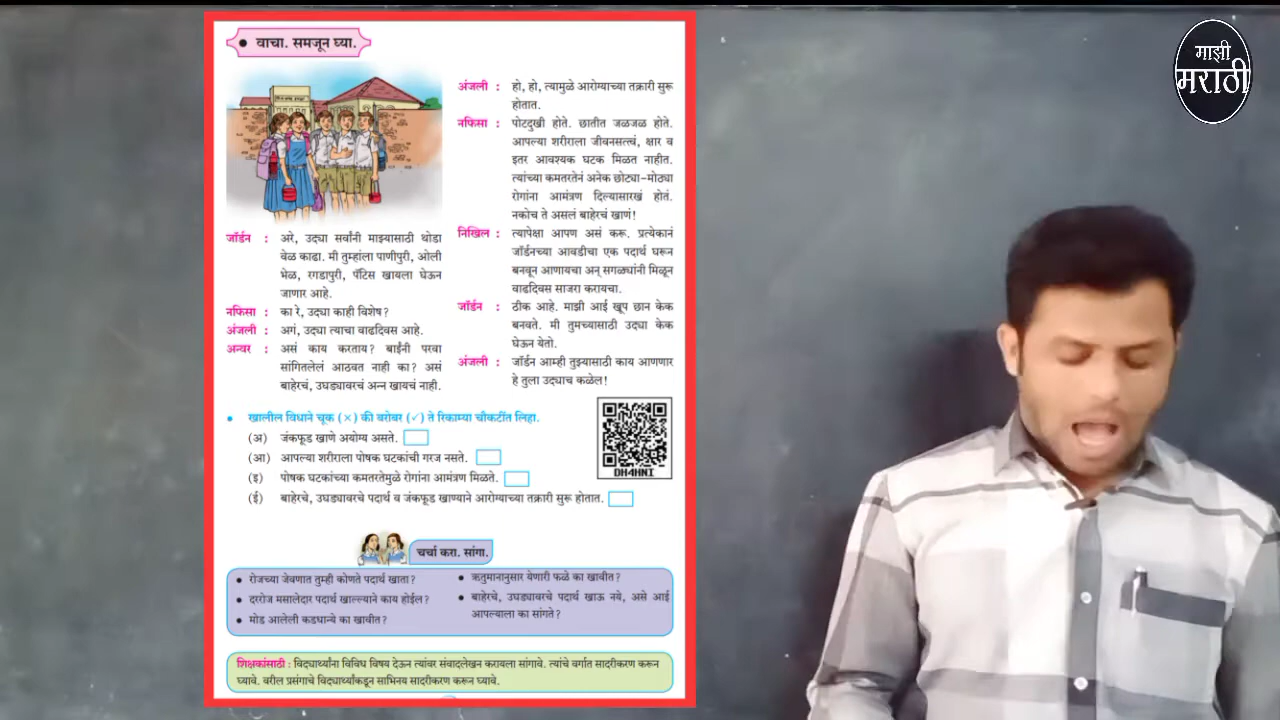 • वाचा. समजून घ्या.
जॉर्डन : अरे, उद्या सर्वांनी माझ्यासाठी थोडा
वेळ काढा. मी तुम्हांला पाणीपुरी, ओली
भेळ, रगडापुरी, पॅटिस खायला घेऊन
जाणार आहे.
नफिसा : का रे, उद्या काही विशेष?
अंजली : अगं, उद्या त्याचा वाढदिवस आहे.
अन्वर : असं काय करताय? बाईंनी परवा
सांगितलेलं आठवत नाही का? असं
बाहेरचं, उघड्यावरचं अन्न खायचं नाही.
अंजली : हो, हो, त्यामुळे आरोग्याच्या तक्रारी सुरू
होतात.
नफिसा : पोटदुखी होते. छातीत जळजळ होते.
आपल्या शरीराला जीवनसत्त्वं, क्षार व
इतर आवश्यक घटक मिळत नाहीत.
त्यांच्या कमतरतेनं अनेक छोट्या-मोठ्या
रोगांना आमंत्रण दिल्यासारखं होतं.
नकोच ते असलं बाहेरचं खाणं!
निखिल : त्यापेक्षा आपण असं करू. प्रत्येकानं
जॉर्डनच्या आवडीचा एक पदार्थ घरून
बनवून आणायचा अन् सगळ्यांनी मिळून
वाढदिवस साजरा करायचा.
जॉर्डन : ठीक आहे. माझी आई खूप छान केक
बनवते. मी तुमच्यासाठी उद्या केक
घेऊन येतो.
अंजली : जॉर्डन आम्ही तुझ्यासाठी काय आणणार
हे तुला उद्याच कळेल!
• खालील विधाने चूक (×) की बरोबर (✓) ते रिकाम्या चौकटींत लिहा.
(अ) जंकफूड खाणे अयोग्य असते.
(आ) आपल्या शरीराला पोषक घटकांची गरज नसते.
(इ) पोषक घटकांच्या कमतरतेमुळे रोगांना आमंत्रण मिळते.
(ई) बाहेरचे, उघड्यावरचे पदार्थ व जंकफूड खाण्याने आरोग्याच्या तक्रारी सुरू होतात.
DH4HNI
चर्चा करा. सांगा.
• रोजच्या जेवणात तुम्ही कोणते पदार्थ खाता?
• दररोज मसालेदार पदार्थ खाल्ल्याने काय होईल?
• मोड आलेली कडधान्ये का खावीत?
• ऋतुमानानुसार येणारी फळे का खावीत?
• बाहेरचे, उघड्यावरचे पदार्थ खाऊ नये, असे आई
आपल्याला का सांगते?
शिक्षकांसाठी : विद्यार्थ्यांना विविध विषय देऊन त्यांवर संवादलेखन करायला सांगावे. त्यांचे वर्गात सादरीकरण करून
घ्यावे. वरील प्रसंगाचे विद्यार्थ्यांकडून साभिनय सादरीकरण करून घ्यावे.
माझी
मराठी